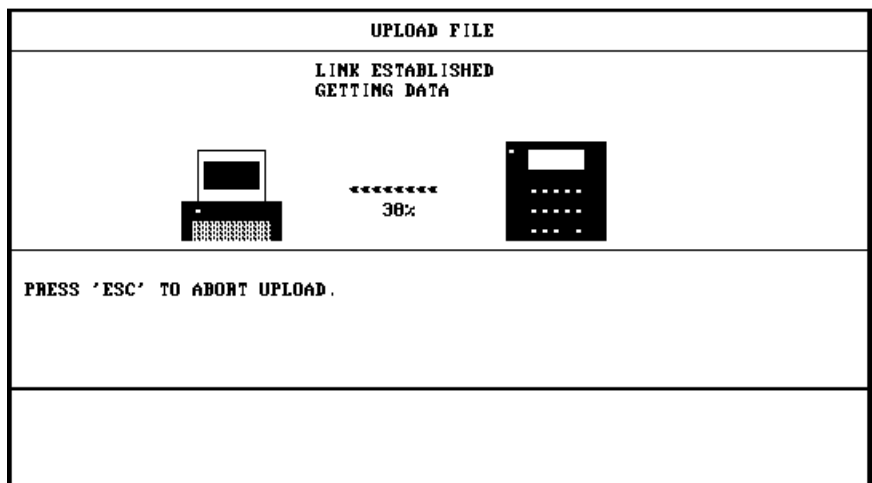 UPLOAD FILE
LINK ESTABLISHED
GETTING DATA
««««««««
30%
PRESS 'ESC' TO ABORT UPLOAD.